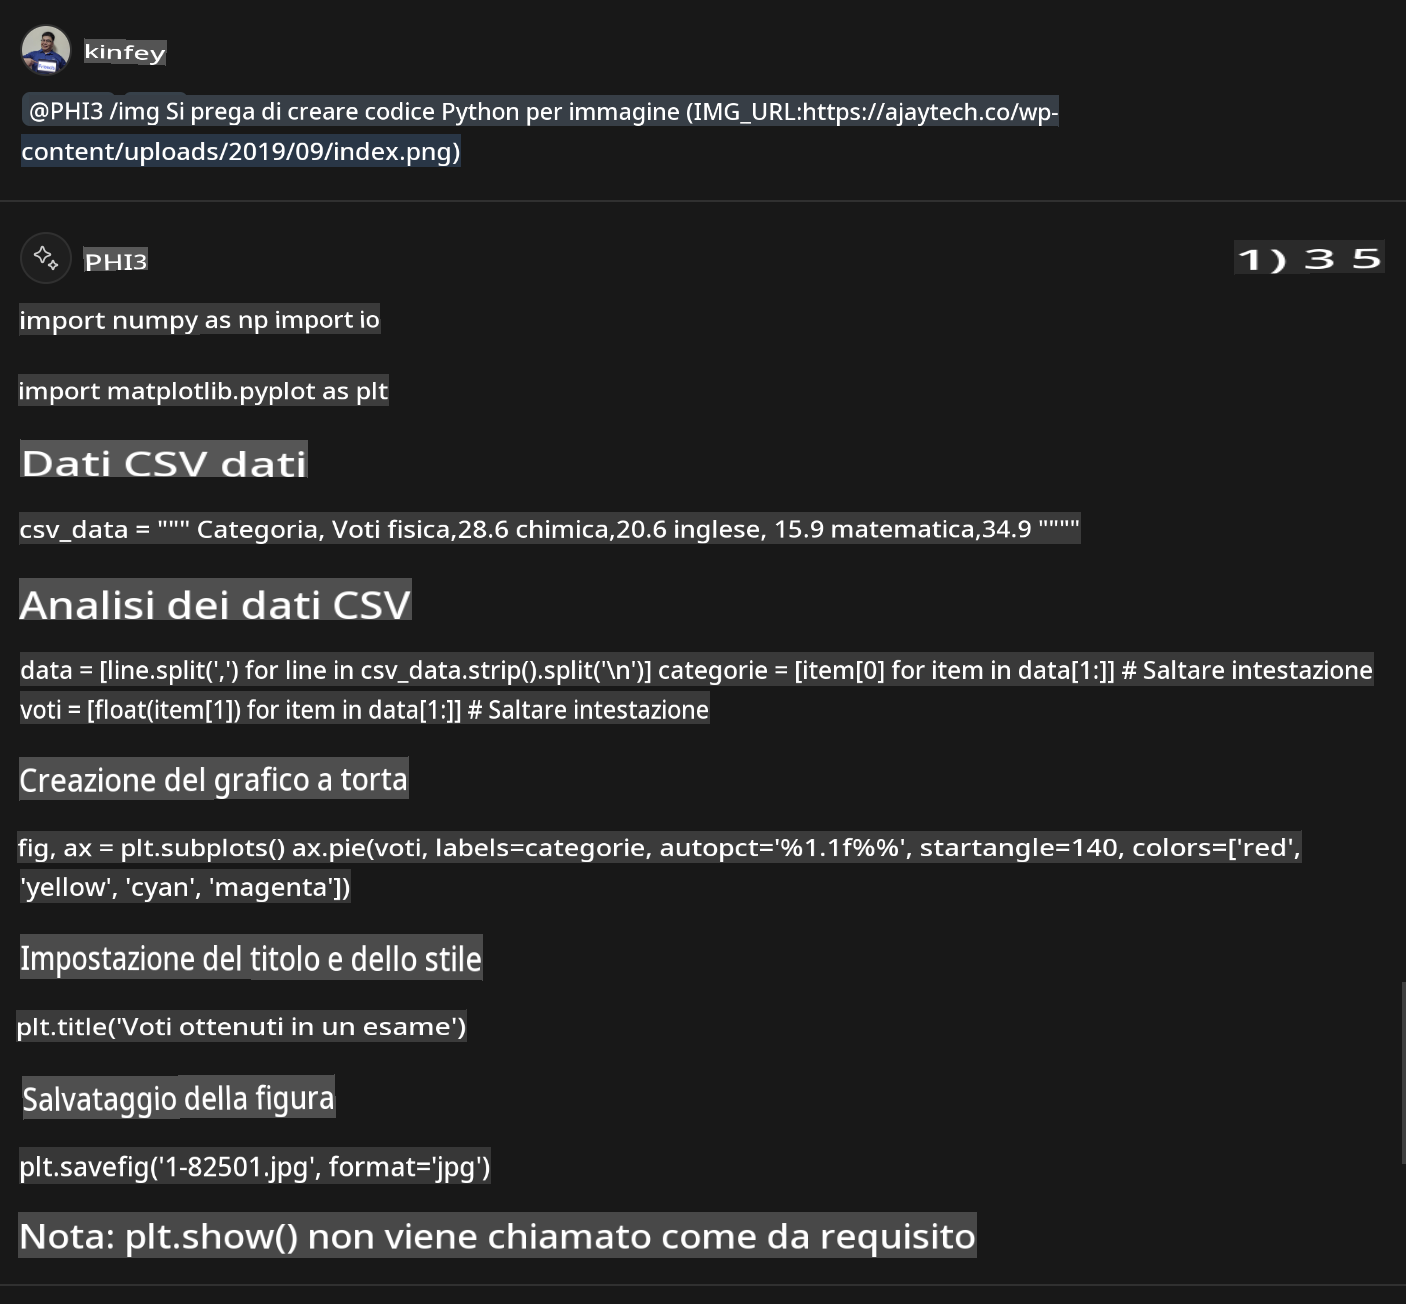 kinfey
@PHI3 /img Si prega di creare codice Python per immagine (IMG_URL:https://ajaytech.co/wp-
content/uploads/2019/09/index.png)
PHI3
1) 3 5
import numpy as np import io
import matplotlib.pyplot as plt
Dati CSV dati
csv_data = """ Categoria, Voti fisica,28.6 chimica,20.6 inglese, 15.9 matematica,34.9 """"
Analisi dei dati CSV
data = [line.split(',') for line in csv_data.strip().split('\n')] categorie = [item[0] for item in data[1:]] # Saltare intestazione
voti = [float(item[1]) for item in data[1:]] # Saltare intestazione
Creazione del grafico a torta
fig, ax = plt.subplots() ax.pie(voti, labels=categorie, autopct='%1.1f%%', startangle=140, colors=['red',
'yellow', 'cyan', 'magenta'])
Impostazione del titolo e dello stile
plt.title('Voti ottenuti in un esame')
Salvataggio della figura
plt.savefig('1-82501.jpg', format='jpg')
Nota: plt.show() non viene chiamato come da requisito